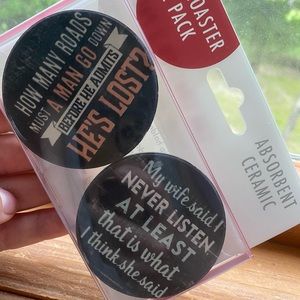 HOW MANY ROADS
MUST A MAN GO DOWN
BEFORE HE ADMITS
HE'S LOST?
My wife said I
NEVER LISTEN,
AT LEAST
that is what
I think she said
COASTER
PACK
ABSORBENT
CERAMIC